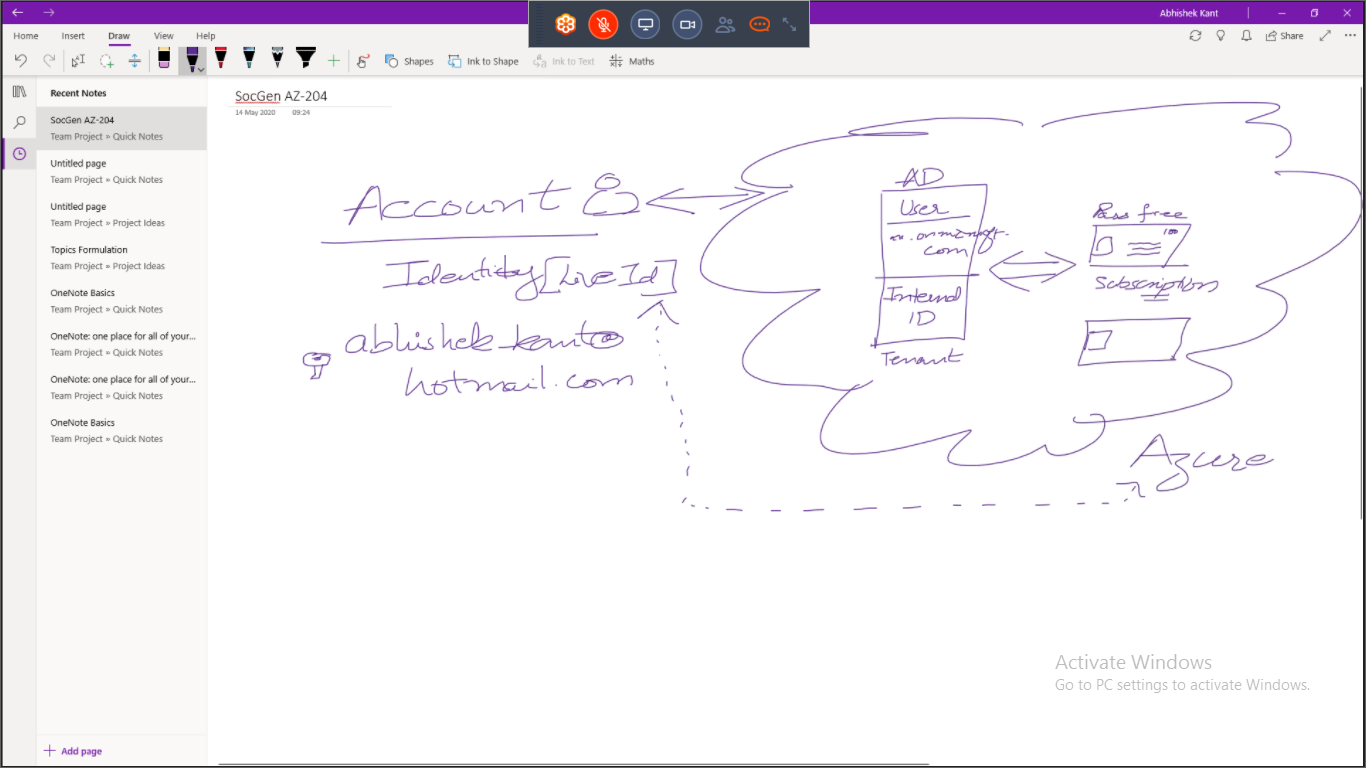 Abhishek Kant
Home Insert Draw View Help
Share
Shapes Ink to Shape Ink to Text Maths
Recent Notes
SocGen AZ-204
Team Project » Quick Notes
Untitled page
Team Project » Quick Notes
Untitled page
Team Project » Project Ideas
Topics Formulation
Team Project » Project Ideas
OneNote Basics
Team Project » Quick Notes
OneNote: one place for all of your...
Team Project » Quick Notes
OneNote: one place for all of your...
Team Project » Quick Notes
OneNote Basics
Team Project » Quick Notes
Add page
SocGen AZ-204
14 May 2020 09:24
Account
Identity [Live Id]
abhishek_kant@
hotmail.com
AD
User
com
Internal
ID
Tenant
Pass free
Subscription
Azure
Activate Windows
Go to PC settings to activate Windows.